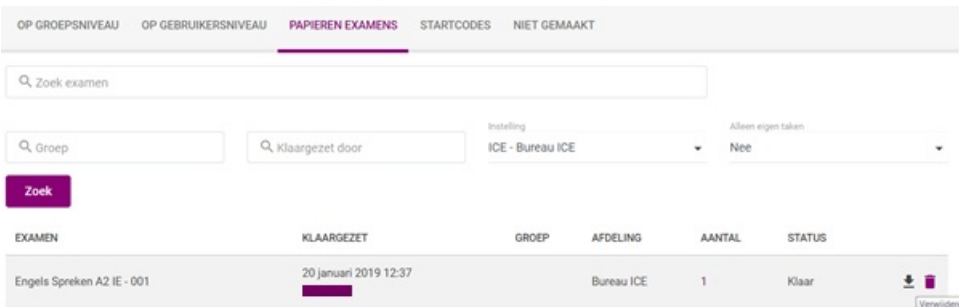 OP GROEPSNIVEAU OP GEBRUIKERSNIVEAU PAPIEREN EXAMENS STARTCODES NIET GEMAAKT
Zoek examen
Instelling Alleen eigen taken
Groep Klaargezet door ICE - Bureau ICE Nee
Zoek
EXAMEN KLAARGEZET GROEP AFDELING AANTAL STATUS
20 januari 2019 12:37
Engels Spreken A2 IE - 001 Bureau ICE 1 Klaar
Verwijderen